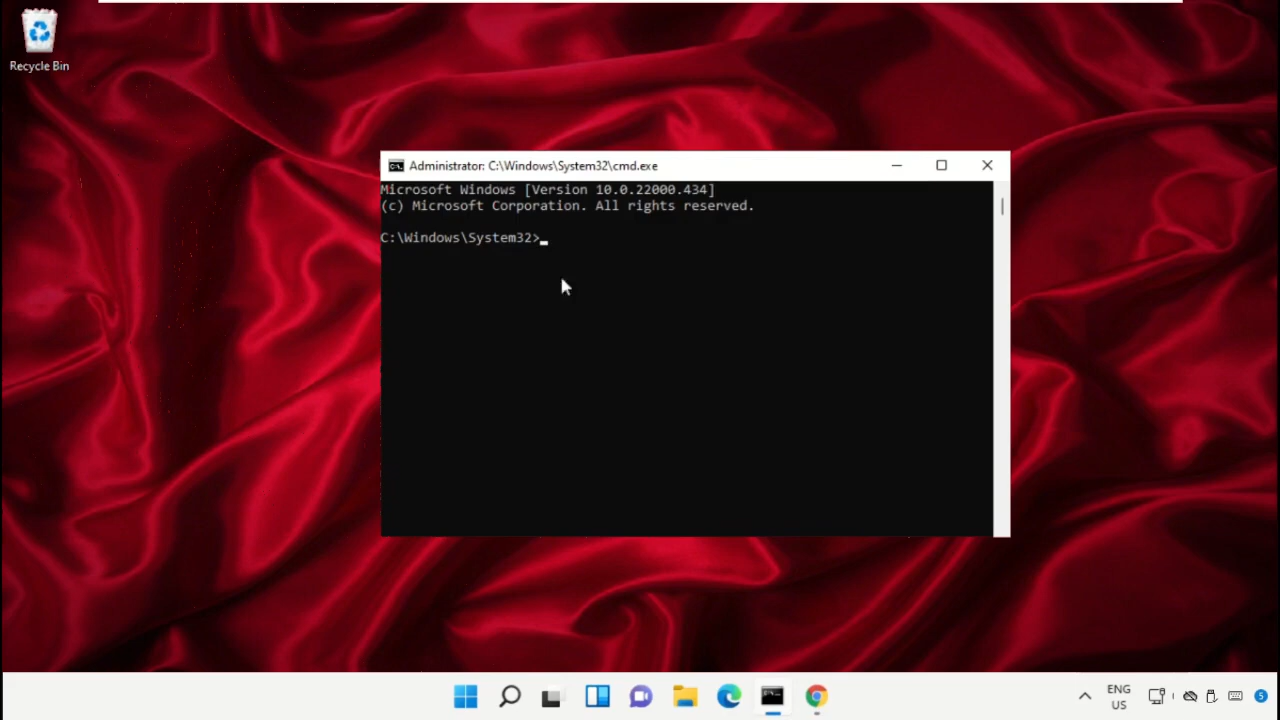 Recycle Bin
Administrator: C:\Windows\System32\cmd.exe
Microsoft Windows [Version 10.0.22000.434]
(c) Microsoft Corporation. All rights reserved.
C:\Windows\System32>
ENG
US
5